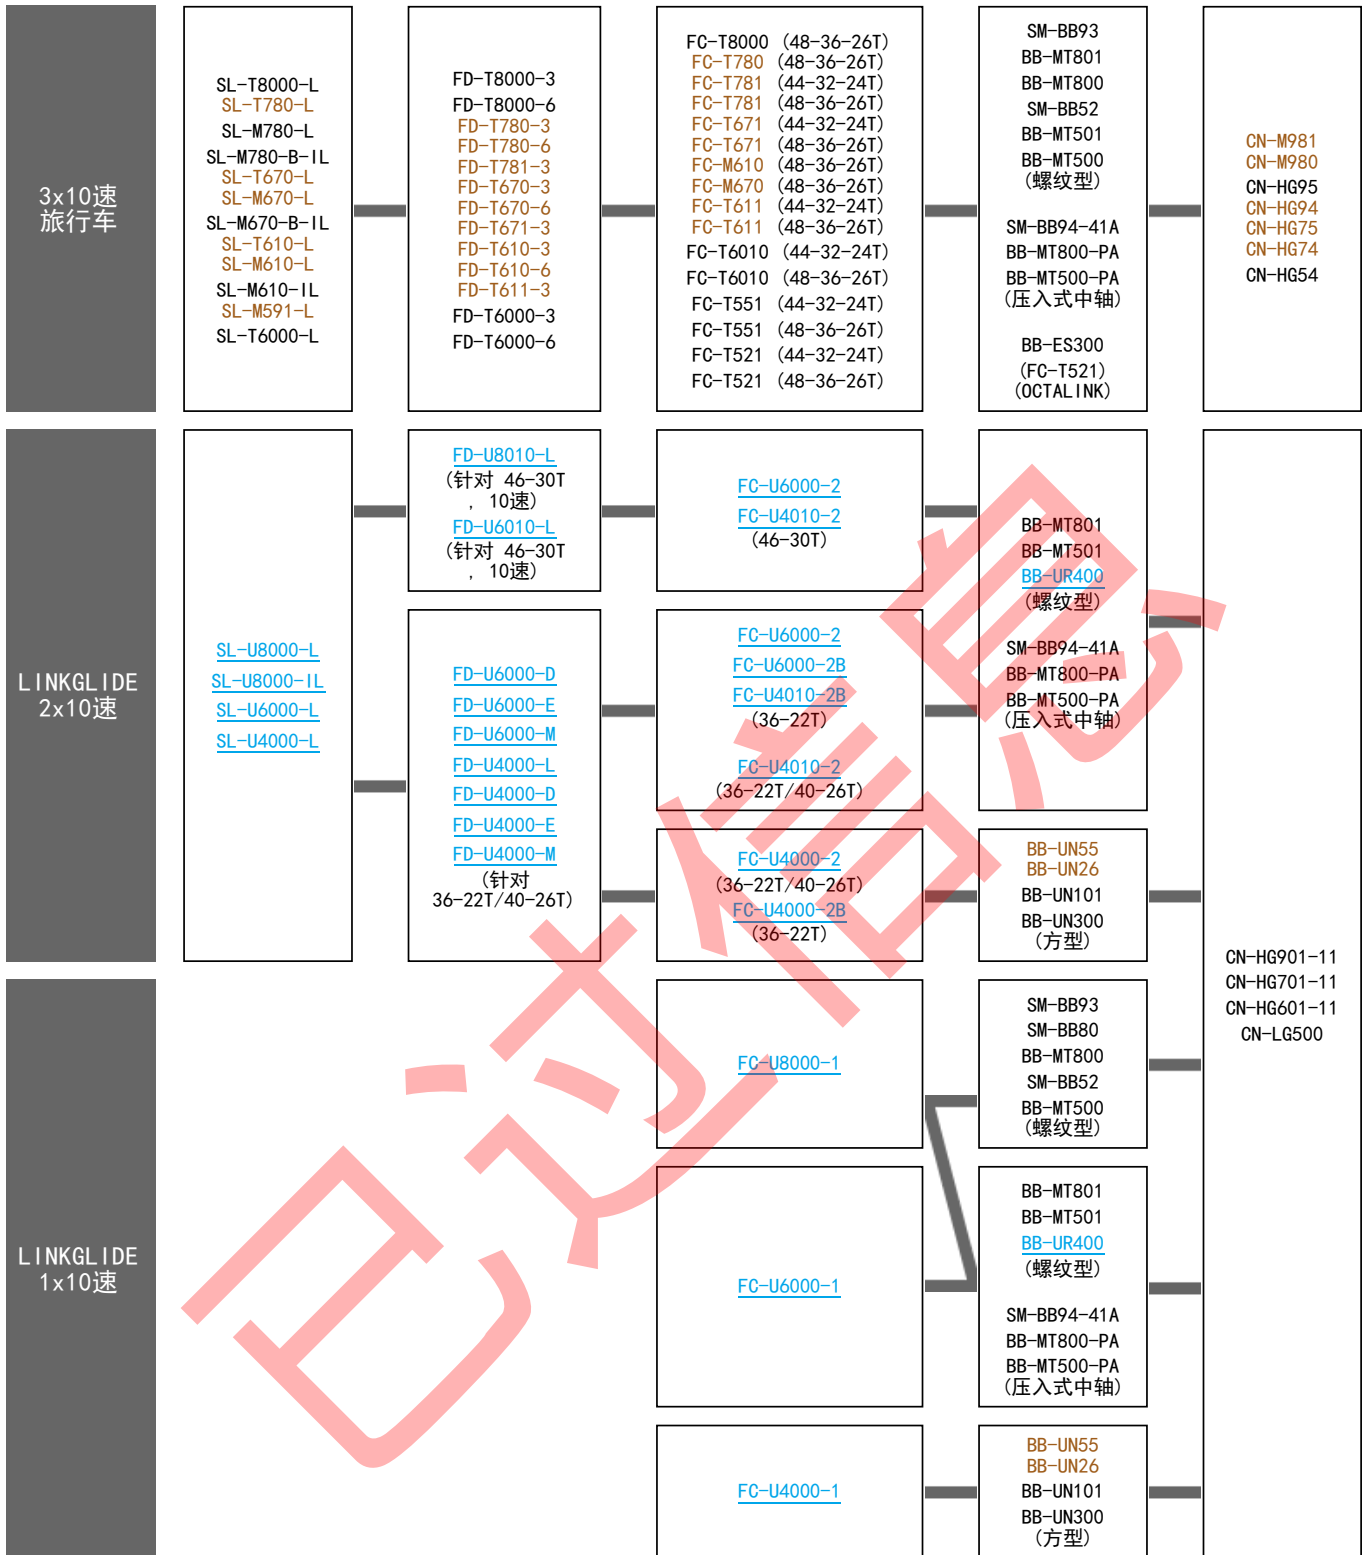 3x10速
旅行车
SL-T8000-L
SL-T780-L
SL-M780-L
SL-M780-B-IL
SL-T670-L
SL-M670-L
SL-M670-B-IL
SL-T610-L
SL-M610-L
SL-M610-IL
SL-M591-L
SL-T6000-L
FD-T8000-3
FD-T8000-6
FD-T780-3
FD-T780-6
FD-T781-3
FD-T670-3
FD-T670-6
FD-T671-3
FD-T610-3
FD-T610-6
FD-T611-3
FD-T6000-3
FD-T6000-6
FC-T8000 (48-36-26T)
FC-T780 (48-36-26T)
FC-T781 (44-32-24T)
FC-T781 (48-36-26T)
FC-T671 (44-32-24T)
FC-T671 (48-36-26T)
FC-M610 (48-36-26T)
FC-M670 (48-36-26T)
FC-T611 (44-32-24T)
FC-T611 (48-36-26T)
FC-T6010 (44-32-24T)
FC-T6010 (48-36-26T)
FC-T551 (44-32-24T)
FC-T551 (48-36-26T)
FC-T521 (44-32-24T)
FC-T521 (48-36-26T)
SM-BB93
BB-MT801
BB-MT800
SM-BB52
BB-MT501
BB-MT500
(螺纹型)
SM-BB94-41A
BB-MT800-PA
BB-MT500-PA
(压入式中轴)
BB-ES300
(FC-T521)
(OCTALINK)
CN-M981
CN-M980
CN-HG95
CN-HG94
CN-HG75
CN-HG74
CN-HG54
LINKGLIDE
2x10速
SL-U8000-L
SL-U8000-IL
SL-U6000-L
SL-U4000-L
FD-U8010-L
(针对 46-30T
, 10速)
FD-U6010-L
(针对 46-30T
, 10速)
FC-U6000-2
FC-U4010-2
(46-30T)
FD-U6000-D
FD-U6000-E
FD-U6000-M
FD-U4000-L
FD-U4000-D
FD-U4000-E
FD-U4000-M
(针对
36-22T/40-26T)
FC-U6000-2
FC-U6000-2B
FC-U4010-2B
(36-22T)
FC-U4010-2
(36-22T/40-26T)
BB-MT801
BB-MT501
BB-UR400
(螺纹型)
SM-BB94-41A
BB-MT800-PA
BB-MT500-PA
(压入式中轴)
FC-U4000-2
(36-22T/40-26T)
FC-U4000-2B
(36-22T)
BB-UN55
BB-UN26
BB-UN101
BB-UN300
(方型)
CN-HG901-11
CN-HG701-11
CN-HG601-11
CN-LG500
LINKGLIDE
1x10速
FC-U8000-1
SM-BB93
SM-BB80
BB-MT800
SM-BB52
BB-MT500
(螺纹型)
FC-U6000-1
BB-MT801
BB-MT501
BB-UR400
(螺纹型)
SM-BB94-41A
BB-MT800-PA
BB-MT500-PA
(压入式中轴)
FC-U4000-1
BB-UN55
BB-UN26
BB-UN101
BB-UN300
(方型)
已过信息